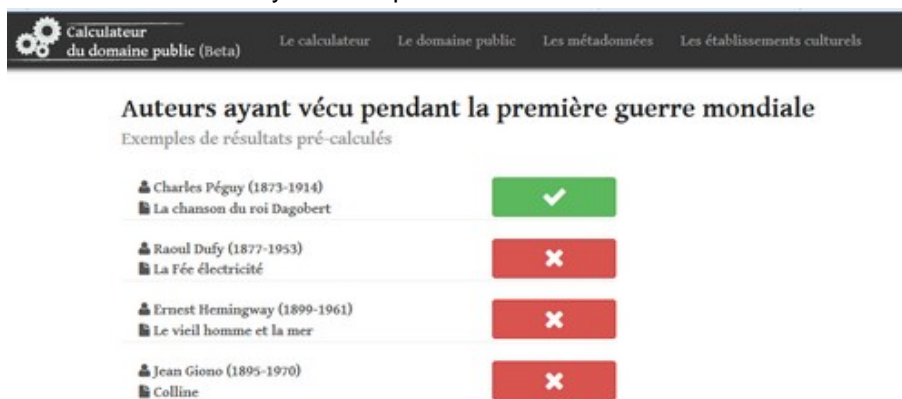 Calculateur
du domaine public (Beta)
Le calculateur Le domaine public Les métadonnées Les établissements culturels
Auteurs ayant vécu pendant la première guerre mondiale
Exemples de résultats pré-calculés
Charles Péguy (1873-1914)
La chanson du roi Dagobert
Raoul Dufy (1877-1953)
La Fée électricité
Ernest Hemingway (1899-1961)
Le vieil homme et la mer
Jean Giono (1895-1970)
Colline